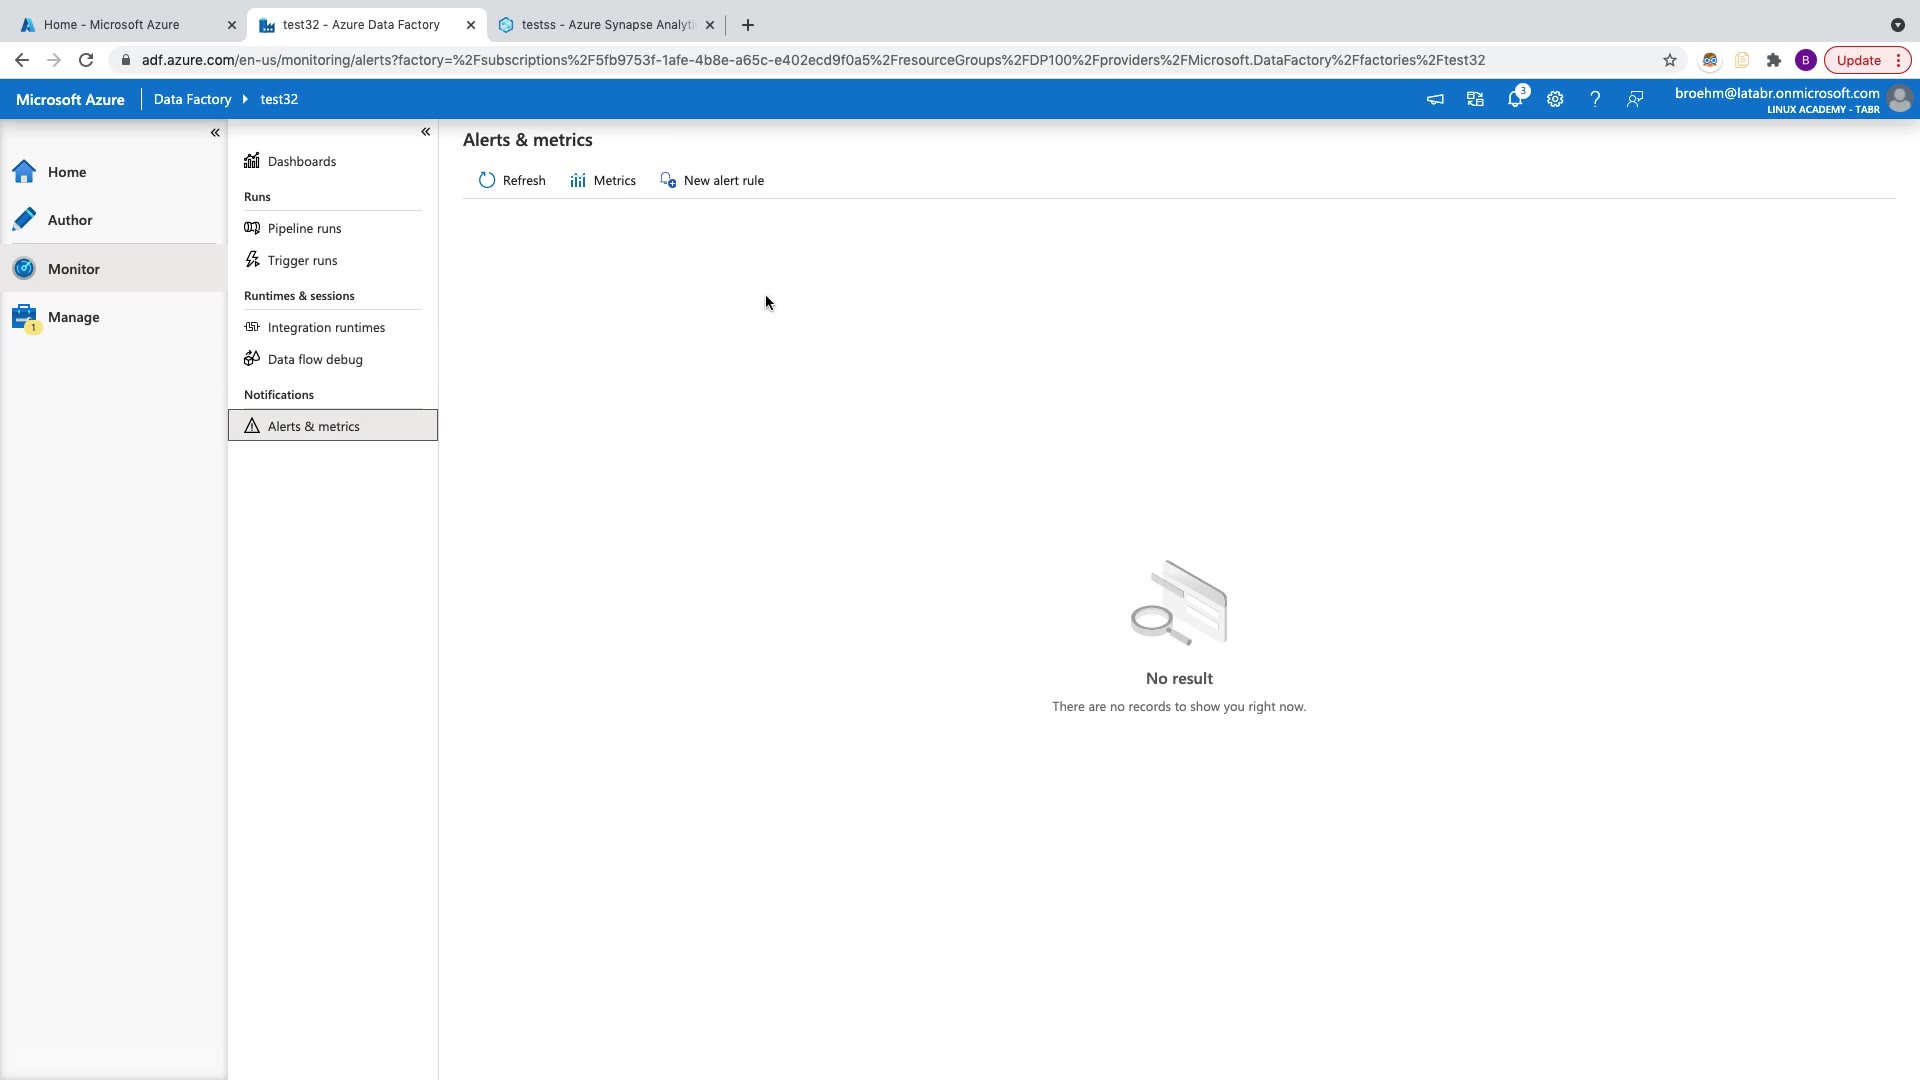 Home - Microsoft Azure
test32 - Azure Data Factory
testss - Azure Synapse Analyti
adf.azure.com/en-us/monitoring/alerts?factory=%2Fsubscriptions%2F5fb9753f-1afe-4b8e-a65c-e402ecd9f0a5%2FresourceGroups%2FDP100%2Fproviders%2FMicrosoft.DataFactory%2Ffactories%2Ftest32
B
Update
Microsoft Azure
Data Factory
test32
3
?
broehm@latabr.onmicrosoft.com
LINUX ACADEMY - TABR
Home
Author
Monitor
Manage
1
Dashboards
Runs
Pipeline runs
Trigger runs
Runtimes & sessions
Integration runtimes
Data flow debug
Notifications
Alerts & metrics
Alerts & metrics
Refresh
Metrics
New alert rule
No result
There are no records to show you right now.